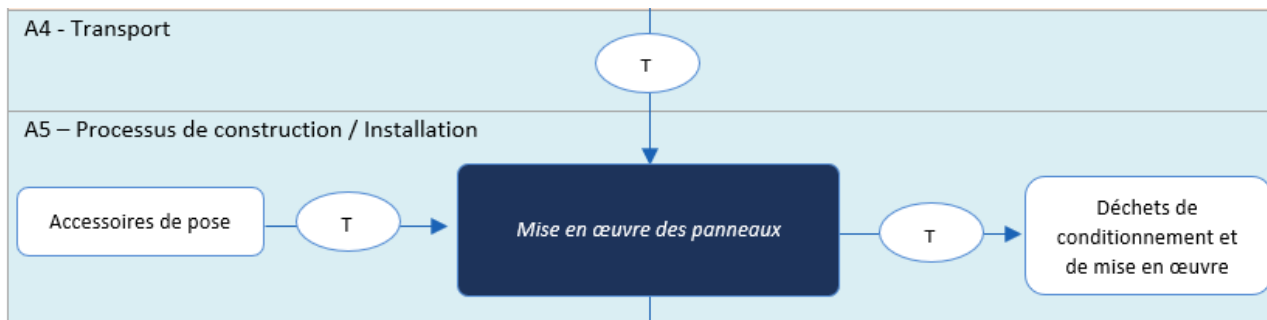 A4 - Transport
T
A5 – Processus de construction / Installation
Accessoires de pose
T
Mise en œuvre des panneaux
T
Déchets de
conditionnement et
de mise en œuvre